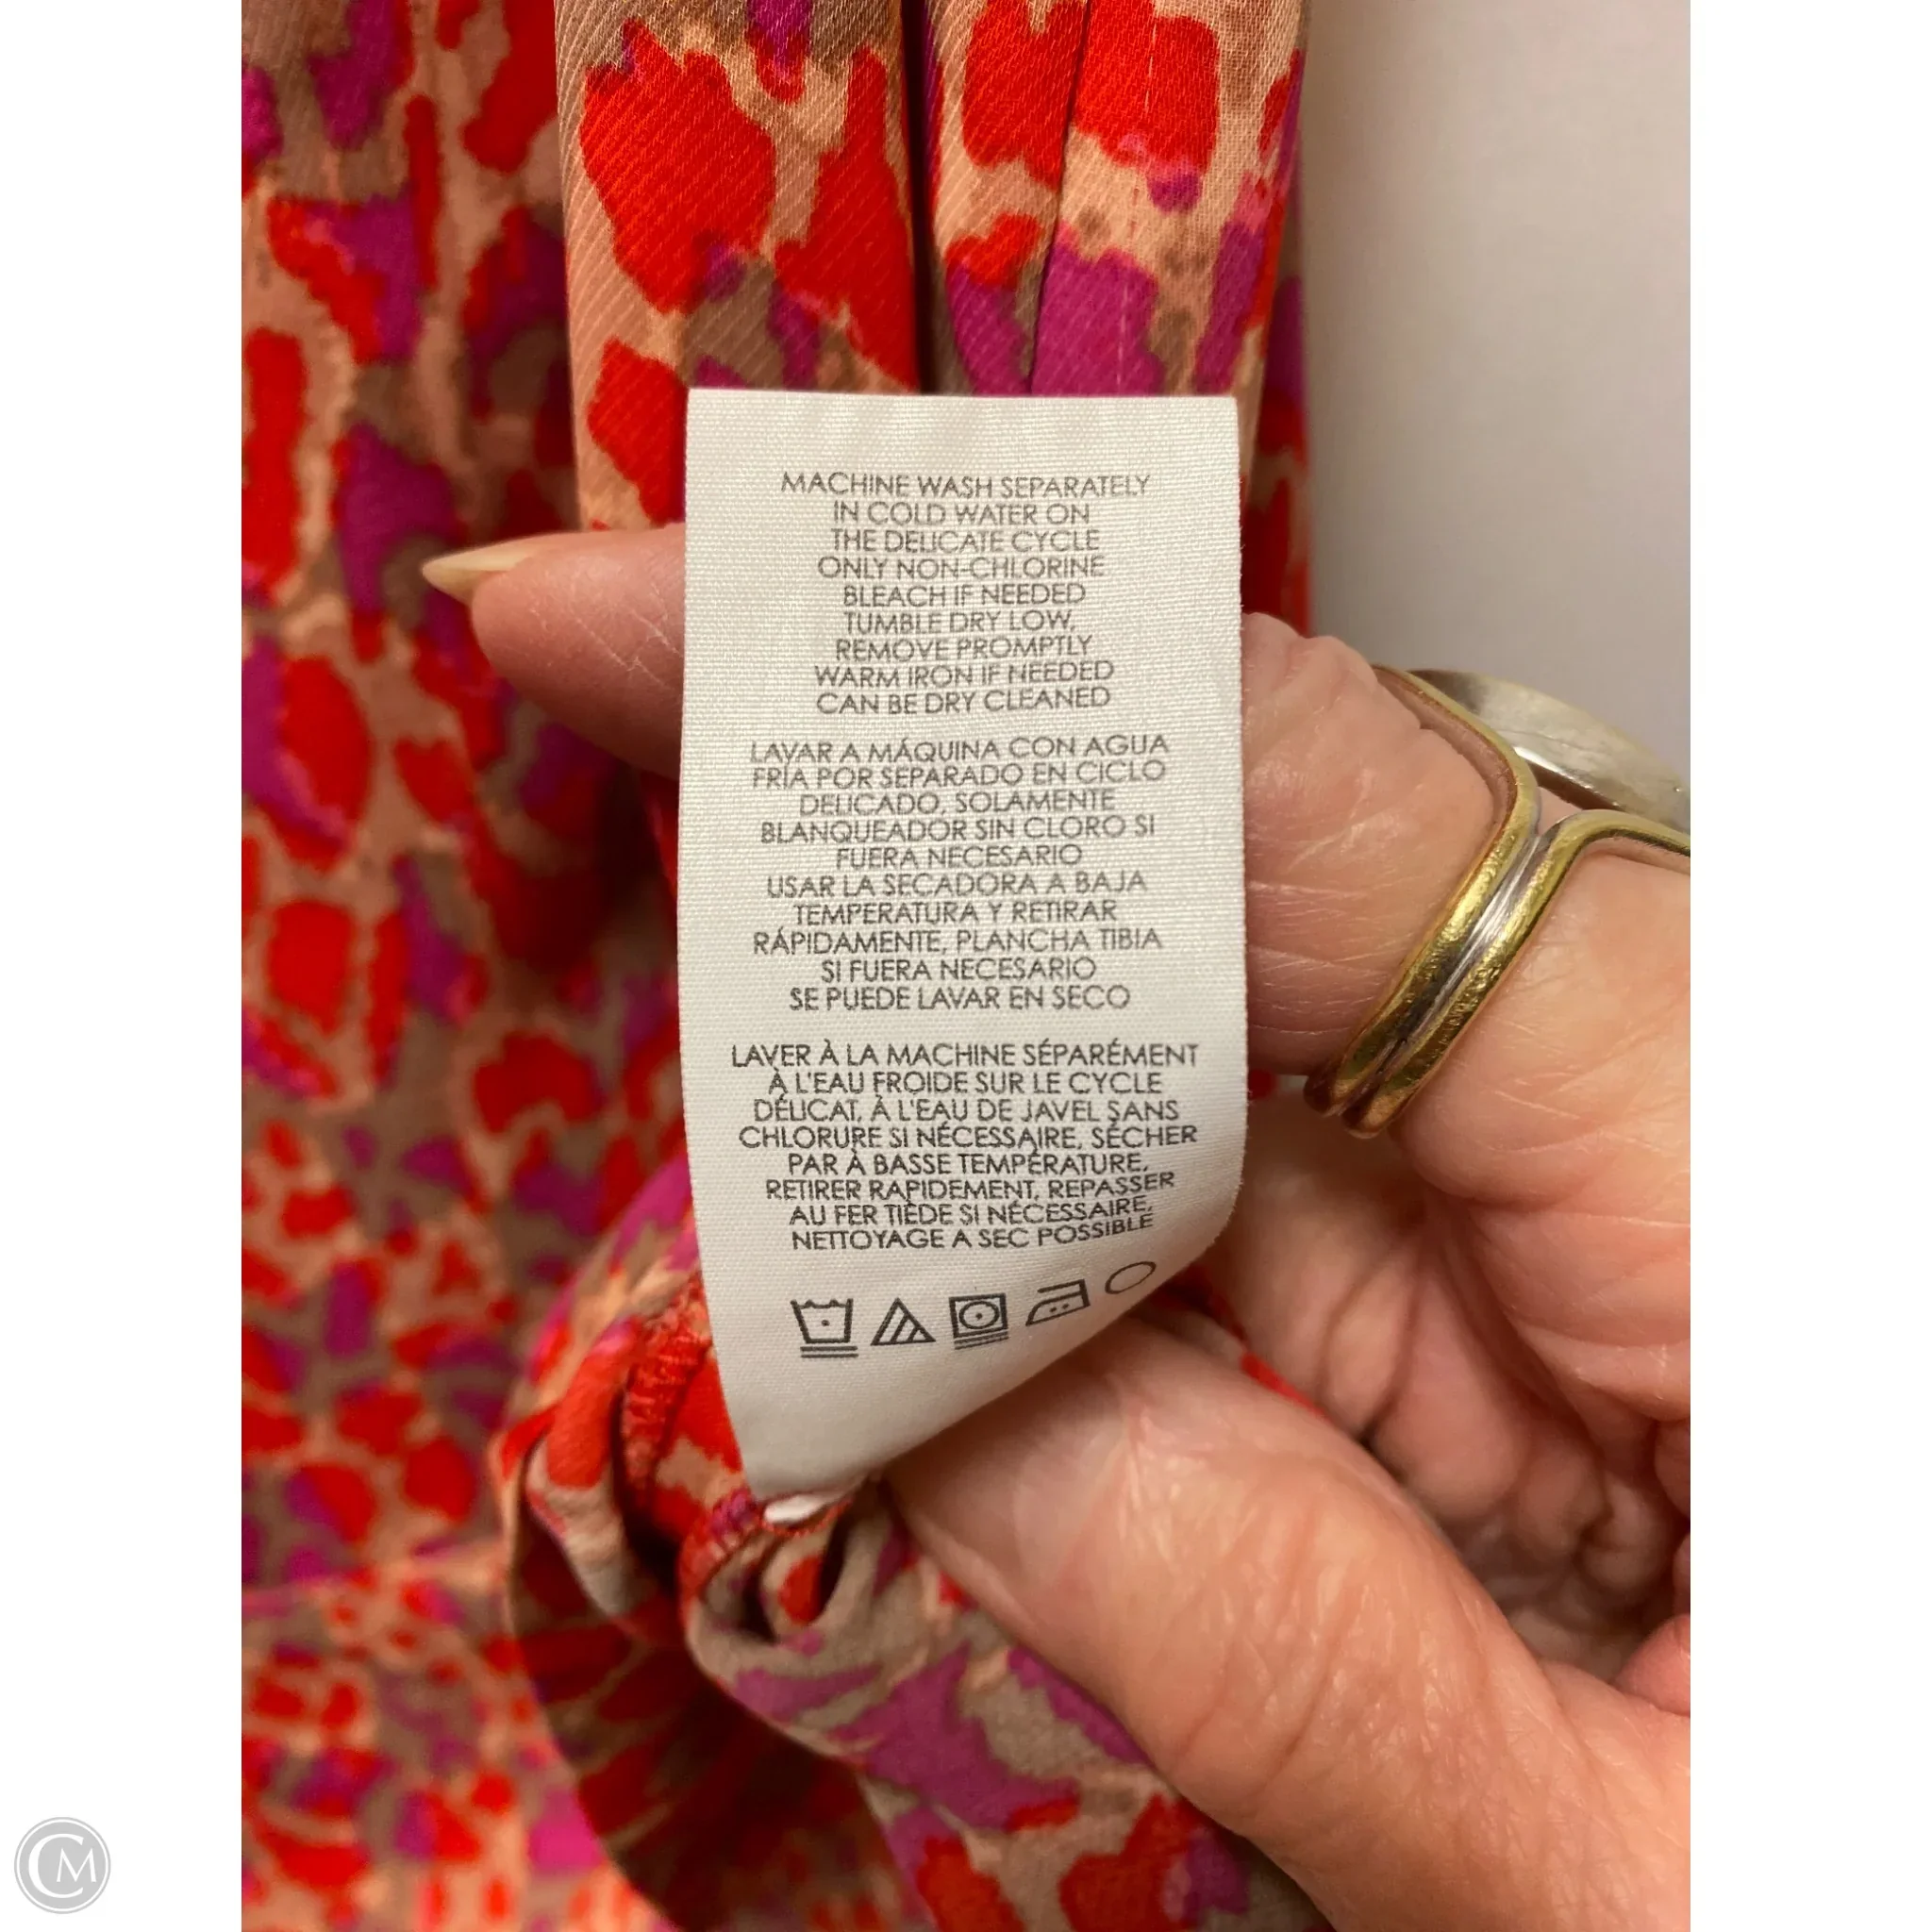 MACHINE WASH SEPARATELY
IN COLD WATER ON
THE DELICATE CYCLE
ONLY NON-CHLORINE
BLEACH IF NEEDED
TUMBLE DRY LOW,
REMOVE PROMPTLY
WARM IRON IF NEEDED
CAN BE DRY CLEANED
LAVAR A MÁQUINA CON AGUA
FRÍA POR SEPARADO EN CICLO
DELICADO, SOLAMENTE
BLANQUEADOR SIN CLORO SI
FUERA NECESARIO
USAR LA SECADORA A BAJA
TEMPERATURA Y RETIRAR
RÁPIDAMENTE, PLANCHA TIBIA
SI FUERA NECESARIO
SE PUEDE LAVAR EN SECO
LAVER À LA MACHINE SÉPARÉMENT
À L'EAU FROIDE SUR LE CYCLE
DÉLICAT, À L'EAU DE JAVEL SANS
CHLORURE SI NÉCESSAIRE, SÉCHER
PAR À BASSE TEMPÉRATURE,
RETIRER RAPIDEMENT, REPASSER
AU FER TIÈDE SI NÉCESSAIRE,
NETTOYAGE A SEC POSSIBLE
CM